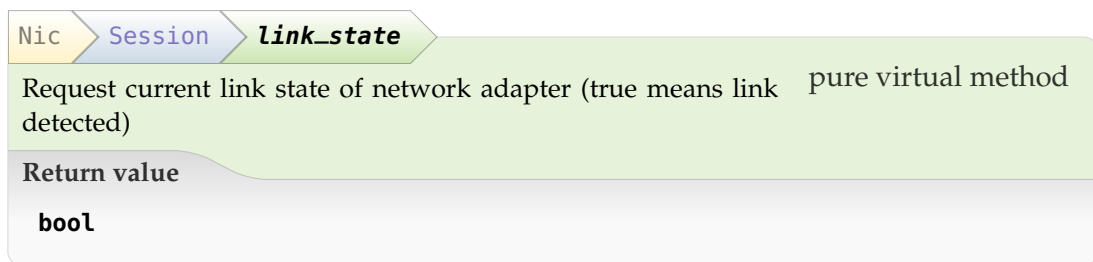 Nic Session link_state
Request current link state of network adapter (true means link pure virtual method
detected)
Return value
bool